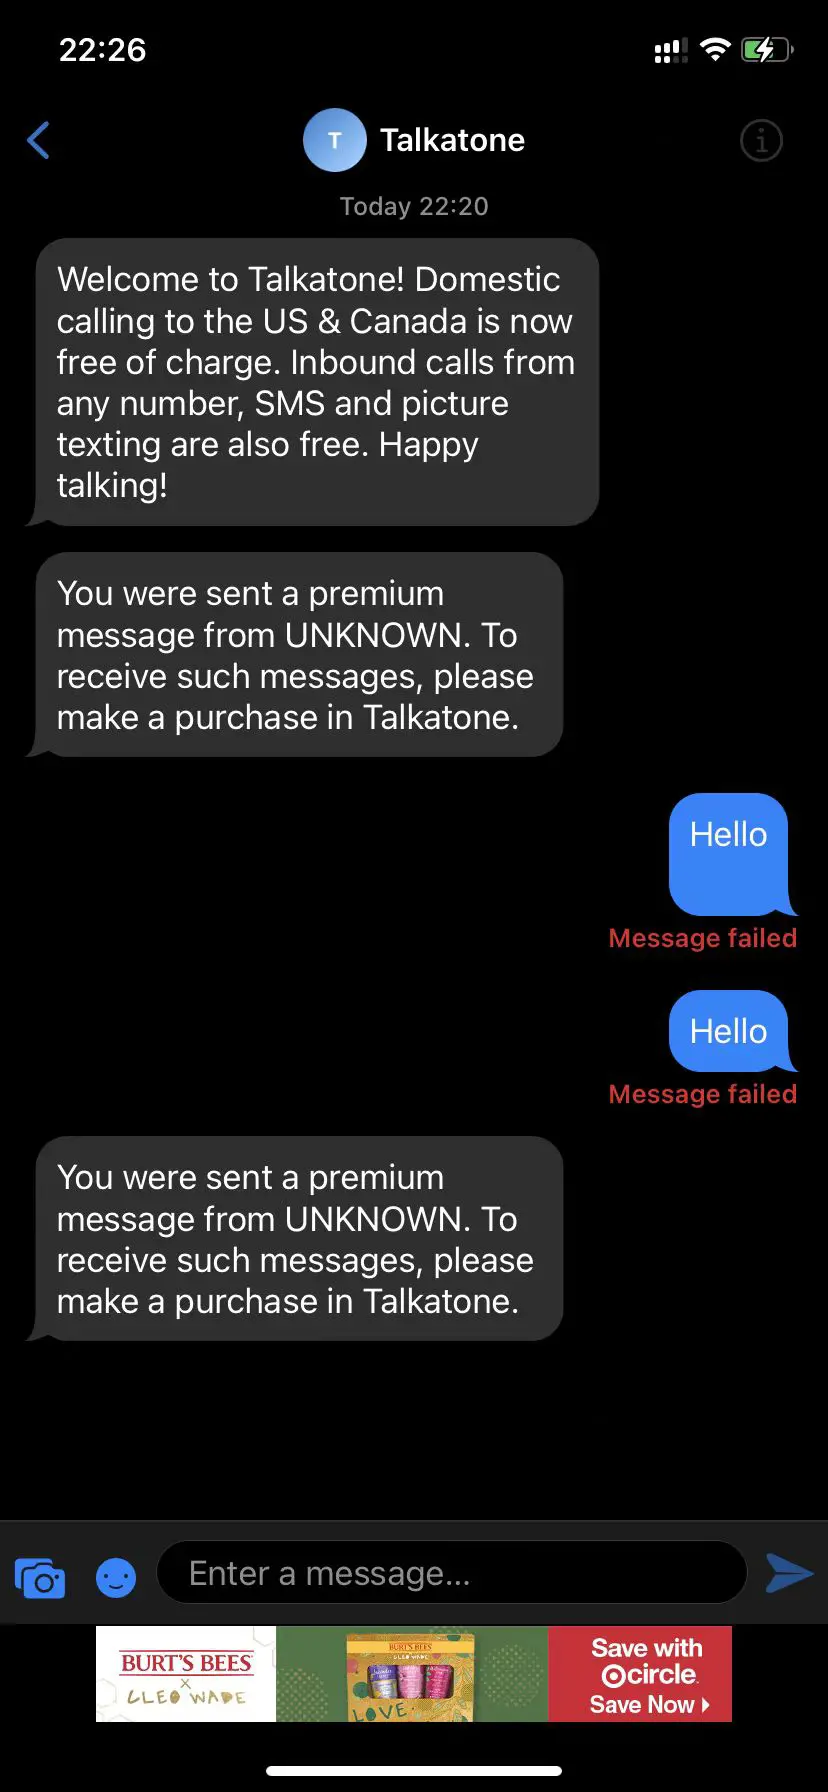 22:26
T Talkatone
Today 22:20
Welcome to Talkatone! Domestic
calling to the US & Canada is now
free of charge. Inbound calls from
any number, SMS and picture
texting are also free. Happy
talking!
You were sent a premium
message from UNKNOWN. To
receive such messages, please
make a purchase in Talkatone.
Hello
Message failed
Hello
Message failed
You were sent a premium
message from UNKNOWN. To
receive such messages, please
make a purchase in Talkatone.
Enter a message...
BURT'S BEES
X
CLEO WADE
BURT'S BEES
CLEO WADE
LOVE
Save with
circle
Save Now